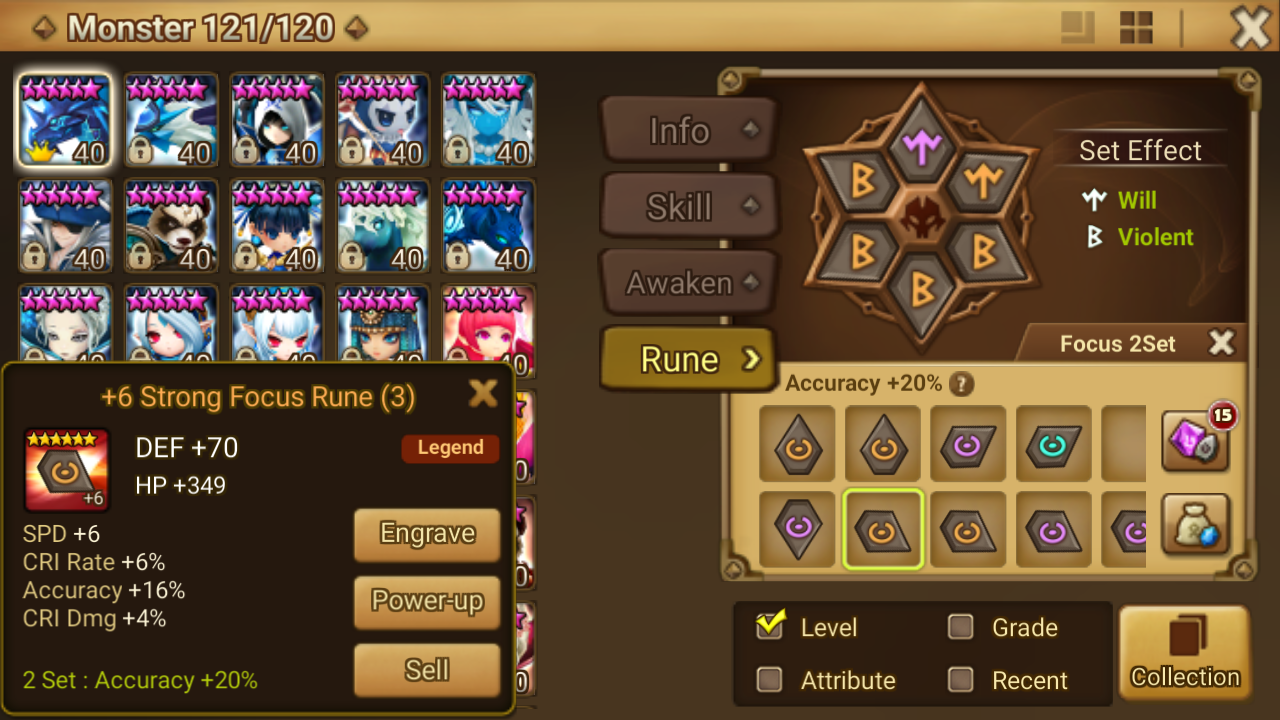 Monster 121/120
40 40 40 40 40
40 40 40 40 40
Info
Skill
Awaken
Rune
Set Effect
Will
Violent
Focus 2Set
Accuracy +20% ?
15
+6 Strong Focus Rune (3)
DEF +70
Legend
HP +349
+6
SPD +6
CRI Rate +6%
Accuracy +16%
CRI Dmg +4%
2 Set : Accuracy +20%
Engrave
Power-up
Sell
Level
Grade
Attribute
Recent
Collection